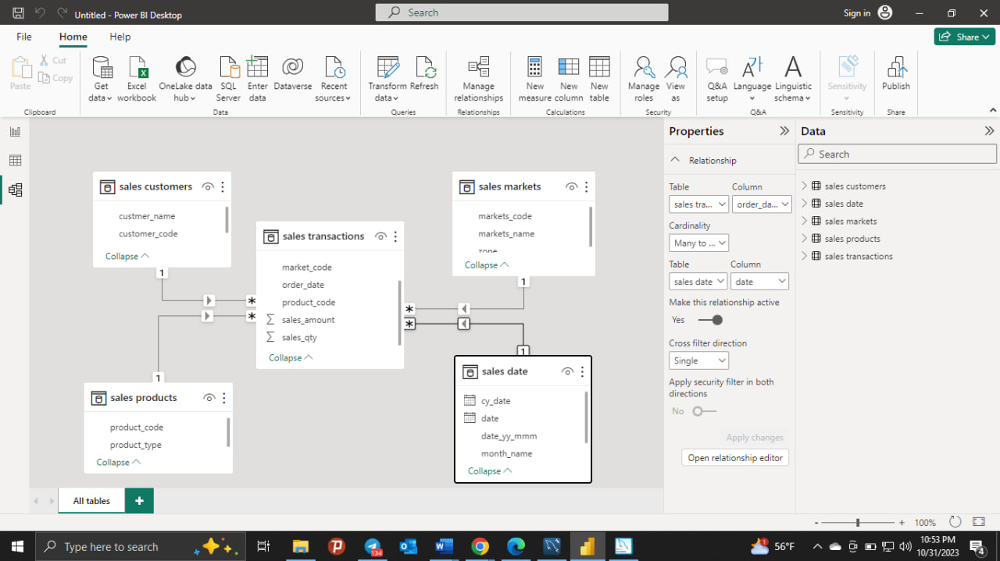 Untitled - Power BI Desktop
Search
Sign in
File
Home
Help
Share
Paste
Cut
Copy
Get data
Excel workbook
OneLake data hub
SQL Server
Enter data
Dataverse
Recent sources
Transform data
Refresh
Manage relationships
New measure
New column
New table
Manage roles
View as
Q&A setup
Language
Linguistic schema
Sensitivity
Publish
Clipboard
Data
Queries
Relationships
Calculations
Security
Q&A
Sensitivity
Share
sales customers
custmer_name
customer_code
Collapse
1
*
sales transactions
market_code
order_date
product_code
sales_amount
sales_qty
Collapse
sales markets
markets_code
markets_name
zone
Collapse
1
*
*
*
1
1
sales products
product_code
product_type
Collapse
sales date
cy_date
date
date_yy_mmm
month_name
Collapse
Properties
Relationship
Table
Column
sales tra...
order_da...
Cardinality
Many to ...
Table
Column
sales date
date
Make this relationship active
Yes
Cross filter direction
Single
Apply security filter in both
directions
No
Apply changes
Open relationship editor
Data
Search
sales customers
sales date
sales markets
sales products
sales transactions
All tables
+
- + 100%
Type here to search
134
1
56°F
10:53 PM
10/31/2023
4